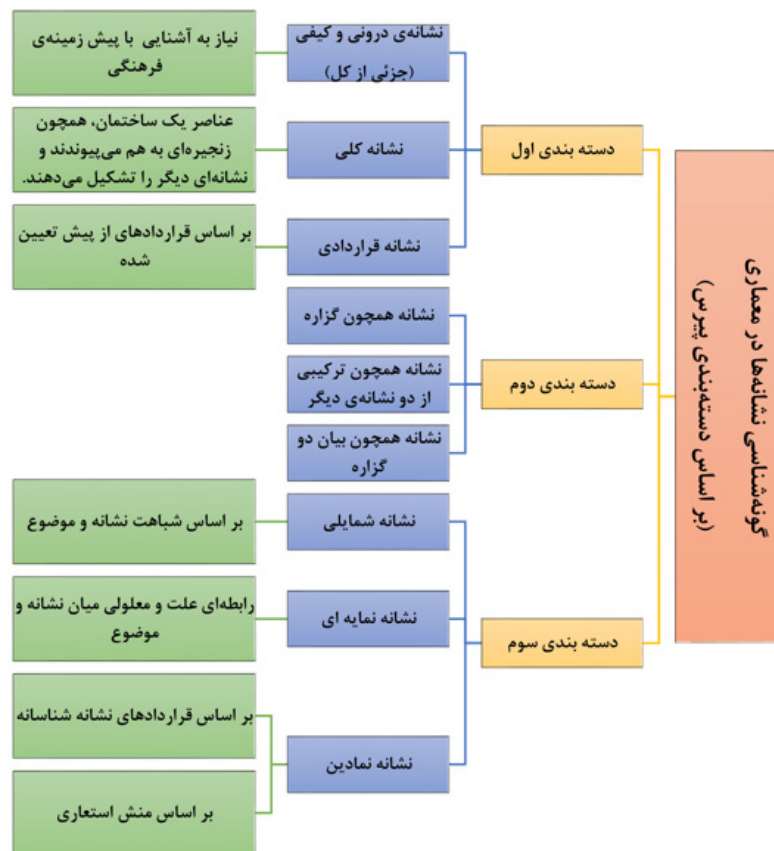 گونه‌شناسی نشانه‌ها در معماری
(بر اساس دسته‌بندی پیرس)
دسته بندی اول
نشانه‌ی درونی و کیفی
(جزئی از کل)
نیاز به آشنایی با پیش زمینه‌ی
فرهنگی
نشانه کلی
عناصر یک ساختمان، همچون
زنجیره‌ای به هم می‌پیوندند و
نشانه‌ای دیگر را تشکیل می‌دهند.
نشانه قراردادی
بر اساس قراردادهای از پیش تعیین
شده
دسته بندی دوم
نشانه همچون گزاره
نشانه همچون ترکیبی
از دو نشانه‌ی دیگر
نشانه همچون بیان دو
گزاره
دسته بندی سوم
نشانه شمایلی
بر اساس شباهت نشانه و موضوع
نشانه نمایه ای
رابطه‌ای علت و معلولی میان نشانه و
موضوع
نشانه نمادین
بر اساس قراردادهای نشانه شناسانه
بر اساس منش استعاری